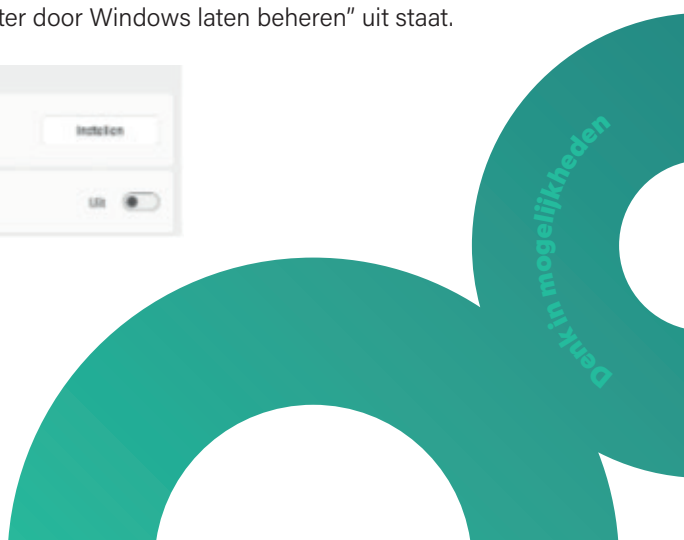 ter door Windows laten beheren” uit staat.
Instellen
Uit
Denk in mogelijkheden